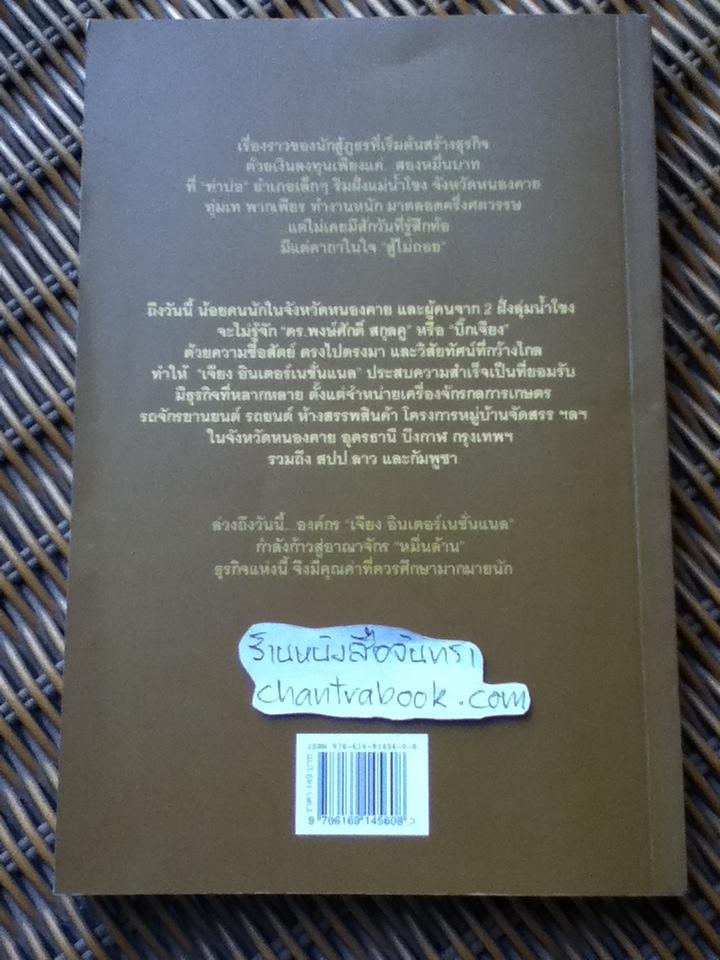 เรื่องราวของนักสู้ภูธรที่เริ่มต้นสร้างธุรกิจ
ด้วยเงินลงทุนเพียงแค่...สองหมื่นบาท
ที่ "ท่าบ่อ" อำเภอเล็กๆ ริมฝั่งแม่น้ำโขง จังหวัดหนองคาย
ทุ่มเท พากเพียร ทำงานหนัก มาตลอดครึ่งศตวรรษ
...แต่ไม่เคยมีสักวันที่รู้สึกท้อ
มีแต่คาถาในใจ "สู้ไม่ถอย"
ถึงวันนี้ น้อยคนนักในจังหวัดหนองคาย และผู้คนจาก 2 ฝั่งลุ่มน้ำโขง
จะไม่รู้จัก "ดร.พงษ์ศักดิ์ สกุลคู" หรือ "บิ๊กเจียง"
ด้วยความซื่อสัตย์ ตรงไปตรงมา และวิสัยทัศน์ที่กว้างไกล
ทำให้ "เจียง อินเตอร์เนชั่นแนล" ประสบความสำเร็จเป็นที่ยอมรับ
มีธุรกิจที่หลากหลาย ตั้งแต่จำหน่ายเครื่องจักรกลการเกษตร
รถจักรยานยนต์ รถยนต์ ห้างสรรพสินค้า โครงการหมู่บ้านจัดสรร ฯลฯ
ในจังหวัดหนองคาย อุดรธานี บึงกาฬ กรุงเทพฯ
รวมถึง สปป.ลาว และกัมพูชา
ล่วงถึงวันนี้...องค์กร "เจียง อินเตอร์เนชั่นแนล"
กำลังก้าวสู่อาณาจักร "หมื่นล้าน"
ธุรกิจแห่งนี้ จึงมีคุณค่าที่ควรศึกษามากมายนัก
ร้านหนังสือจันทรา
chantrabook.com
ISBN 978-616-91456-0-8
ราคา 149 บาท
9 786169 145608 >